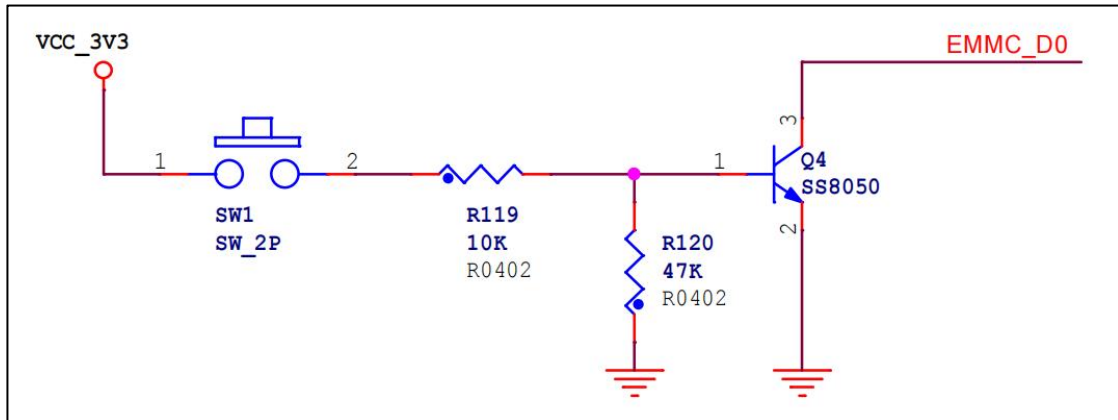 VCC_3V3
EMMC_D0
1
2
SW1
SW_2P
R119
10K
R0402
1
3
Q4
SS8050
2
R120
47K
R0402